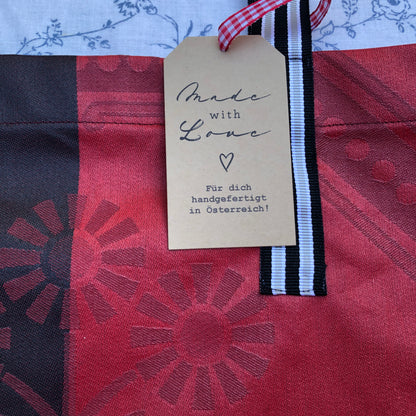 Made
with
Love
Für dich
handgefertigt
in Österreich!